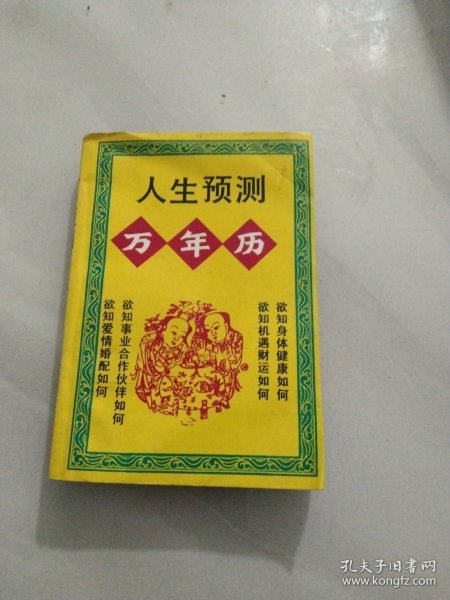 人生预测
万年历
欲知身体健康如何
欲知机遇财运如何
欲知事业合作伙伴如何
欲知爱情婚配如何
孔夫子旧书网
www.kongfz.com